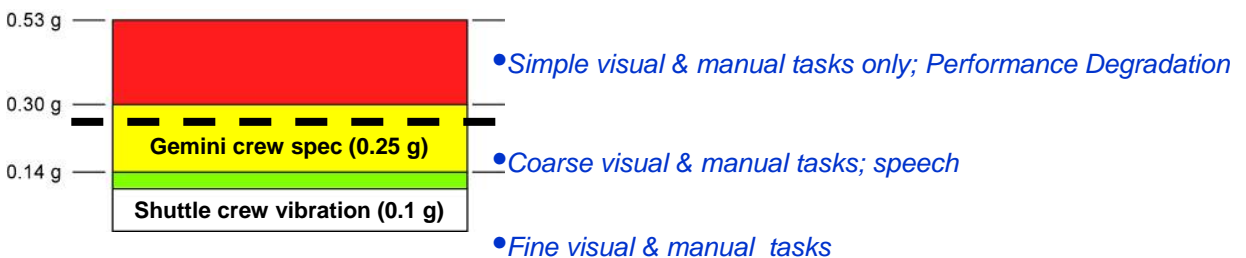 0.53 g
•Simple visual & manual tasks only; Performance Degradation
0.30 g
Gemini crew spec (0.25 g)
•Coarse visual & manual tasks; speech
0.14 g
Shuttle crew vibration (0.1 g)
•Fine visual & manual  tasks